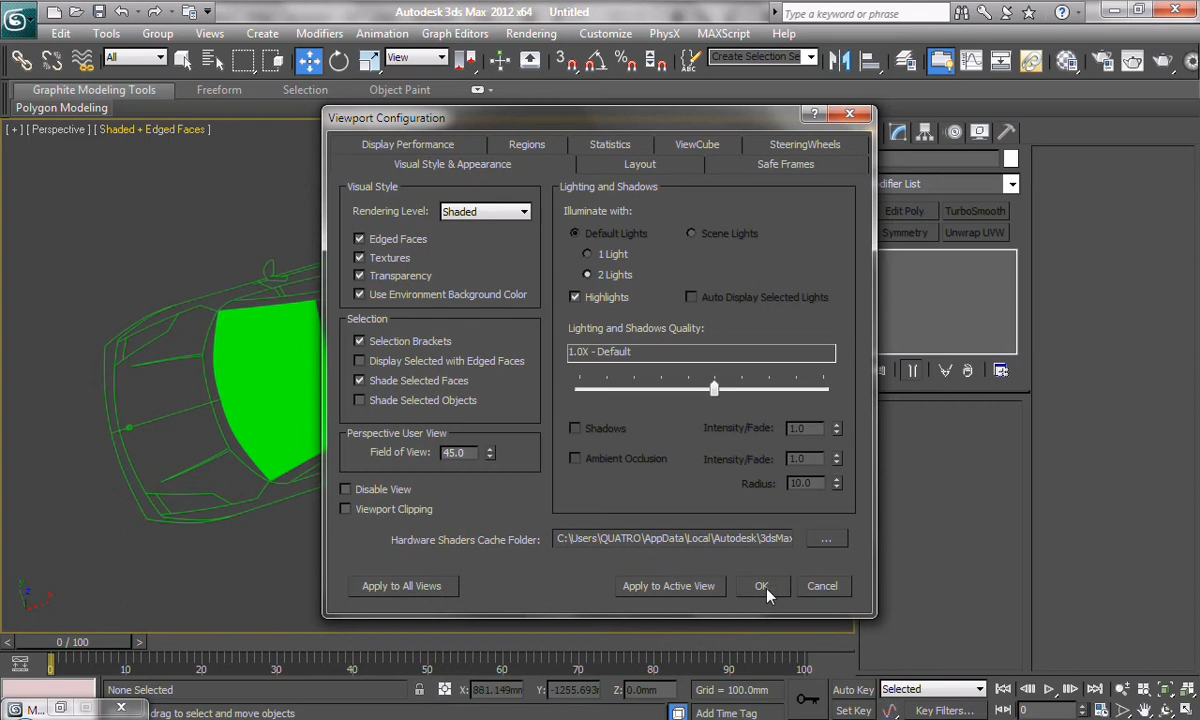 Autodesk 3ds Max 2012 x64 Untitled
Type a keyword or phrase
Edit Tools Group Views Create Modifiers Animation Graph Editors Rendering Customize PhysX MAXScript Help
All View Create Selection Se
Graphite Modeling Tools Freeform Selection Object Paint
Polygon Modeling
[ + ] [ Perspective ] [ Shaded + Edged Faces ]
Viewport Configuration
Display Performance Regions Statistics ViewCube SteeringWheels
Visual Style & Appearance Layout Safe Frames
Visual Style
Rendering Level: Shaded
Edged Faces
Textures
Transparency
Use Environment Background Color
Selection
Selection Brackets
Display Selected with Edged Faces
Shade Selected Faces
Shade Selected Objects
Perspective User View
Field of View: 45.0
Disable View
Viewport Clipping
Lighting and Shadows
Illuminate with:
Default Lights Scene Lights
1 Light
2 Lights
Highlights Auto Display Selected Lights
Lighting and Shadows Quality:
1.0X - Default
Shadows Intensity/Fade: 1.0
Ambient Occlusion Intensity/Fade: 1.0
Radius: 10.0
Hardware Shaders Cache Folder: C:\Users\QUATRO\AppData\Local\Autodesk\3dsMax ...
Apply to All Views Apply to Active View OK Cancel
difier List
Edit Poly TurboSmooth
Symmetry Unwrap UVW
z x
0 / 100
0 10 20 30 40 50 60 70 80 90 100
None Selected X: 881.149mm Y: -1255.693m Z: 0.0mm Grid = 100.0mm Auto Key Selected
M... drag to select and move objects Add Time Tag Set Key Key Filters... 0